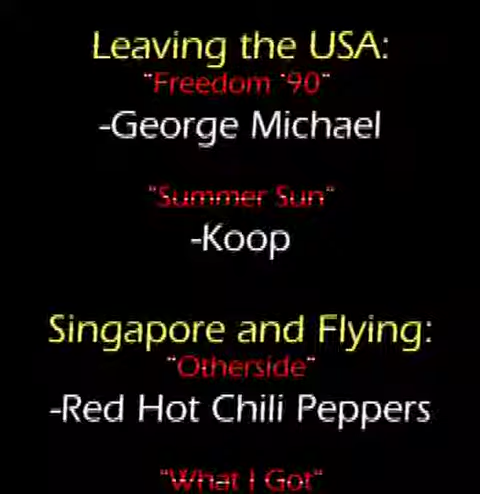 Leaving the USA:
"Freedom '90"
-George Michael
"Summer Sun"
-Koop
Singapore and Flying:
"Otherside"
-Red Hot Chili Peppers
"What I Got"